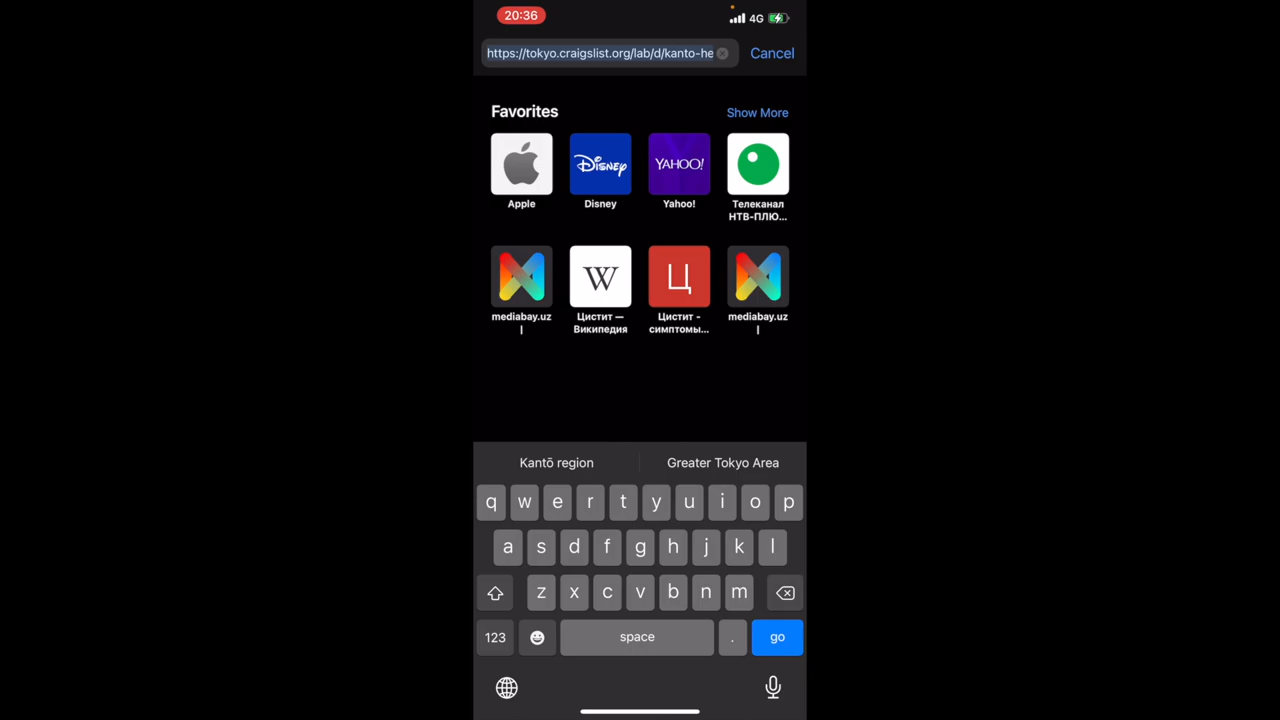 20:36
4G
https://tokyo.craigslist.org/lab/d/kanto-he
Cancel
Favorites
Show More
Disney
YAHOO!
Apple
Disney
Yahoo!
Телеканал
НТВ-ПЛЮ...
W
Ц
mediabay.uz
|
Цистит —
Википедия
Цистит -
симптомы...
mediabay.uz
|
Kantō region
Greater Tokyo Area
q w e r t y u i o p
a s d f g h j k l
z x c v b n m
123
space
.
go